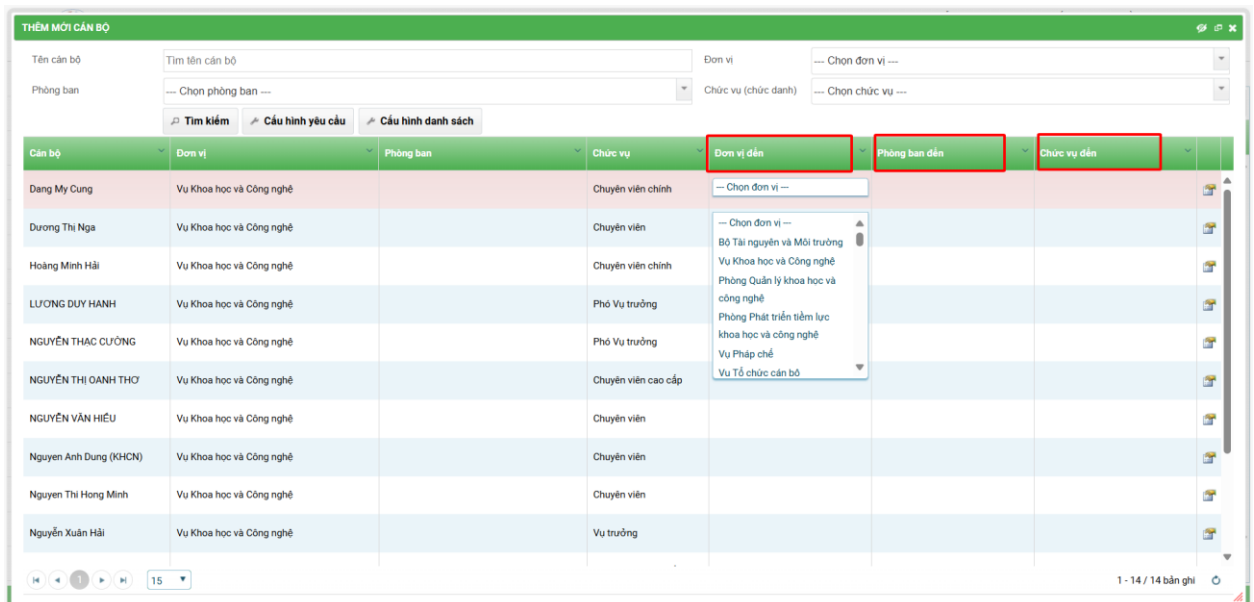 THÊM MỚI CÁN BỘ
Tên cán bộ Tìm tên cán bộ Đơn vị --- Chọn đơn vị ---
Phòng ban --- Chọn phòng ban --- Chức vụ (chức danh) --- Chọn chức vụ ---
Tìm kiếm Cấu hình yêu cầu Cấu hình danh sách
Cán bộ Đơn vị Phòng ban Chức vụ Đơn vị đến Phòng ban đến Chức vụ đến
Dang My Cung Vụ Khoa học và Công nghệ Chuyên viên chính --- Chọn đơn vị ---
Dương Thị Nga Vụ Khoa học và Công nghệ Chuyên viên
Hoàng Minh Hải Vụ Khoa học và Công nghệ Chuyên viên chính
LƯƠNG DUY HANH Vụ Khoa học và Công nghệ Phó Vụ trưởng
NGUYỄN THẠC CƯỜNG Vụ Khoa học và Công nghệ Phó Vụ trưởng
NGUYỄN THỊ OANH THƠ Vụ Khoa học và Công nghệ Chuyên viên cao cấp
NGUYỄN VĂN HIẾU Vụ Khoa học và Công nghệ Chuyên viên
Nguyen Anh Dung (KHCN) Vụ Khoa học và Công nghệ Chuyên viên
Nguyen Thi Hong Minh Vụ Khoa học và Công nghệ Chuyên viên
Nguyễn Xuân Hải Vụ Khoa học và Công nghệ Vụ trưởng
--- Chọn đơn vị ---
Bộ Tài nguyên và Môi trường
Vụ Khoa học và Công nghệ
Phòng Quản lý khoa học và
công nghệ
Phòng Phát triển tiềm lực
khoa học và công nghệ
Vụ Pháp chế
Vụ Tổ chức cán bộ
1 15 1 - 14 / 14 bản ghi